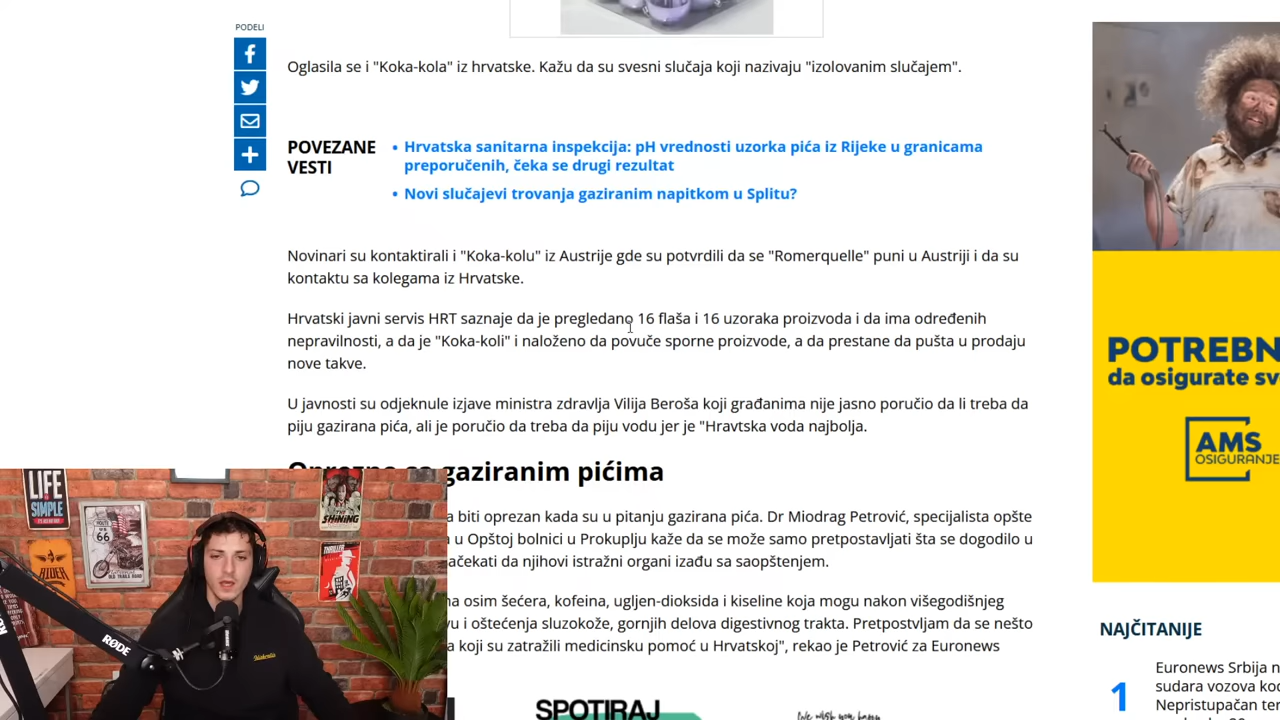 PODELI
Oglasila se i "Koka-kola" iz hrvatske. Kažu da su svesni slučaja koji nazivaju "izolovanim slučajem".
POVEZANE VESTI
• Hrvatska sanitarna inspekcija: pH vrednosti uzorka pića iz Rijeke u granicama
preporučenih, čeka se drugi rezultat
• Novi slučajevi trovanja gaziranim napitkom u Splitu?
Novinari su kontaktirali i "Koka-kolu" iz Austrije gde su potvrdili da se "Romerquelle" puni u Austriji i da su
kontaktu sa kolegama iz Hrvatske.
Hrvatski javni servis HRT saznaje da je pregledano 16 flaša i 16 uzoraka proizvoda i da ima određenih
nepravilnosti, a da je "Koka-koli" i naloženo da povuče sporne proizvode, a da prestane da pušta u prodaju
nove takve.
U javnosti su odjeknule izjave ministra zdravlja Vilija Beroša koji građanima nije jasno poručio da li treba da
piju gazirana pića, ali je poručio da treba da piju vodu jer je "Hravtska voda najbolja.
gaziranim pićima
biti oprezan kada su u pitanju gazirana pića. Dr Miodrag Petrović, specijalista opšte
u Opštoj bolnici u Prokuplju kaže da se može samo pretpostavljati šta se dogodilo u
ačekati da njihovi istražni organi izađu sa saopštenjem.
na osim šećera, kofeina, ugljen-dioksida i kiseline koja mogu nakon višegodišnjeg
vu i oštećenja sluzokože, gornjih delova digestivnog trakta. Pretpostvljam da se nešto
a koji su zatražili medicinsku pomoć u Hrvatskoj", rekao je Petrović za Euronews
SPOTIRAJ
POTREBN
da osigurate sv
AMS
OSIGURANJE
NAJČITANIJE
1
Euronews Srbija n
sudara vozova ko
Nepristupačan ter
LIFE
IS
SIMPLE
ROUTE
66
RIDER
THE
SHINING
THRILLER
RØDE